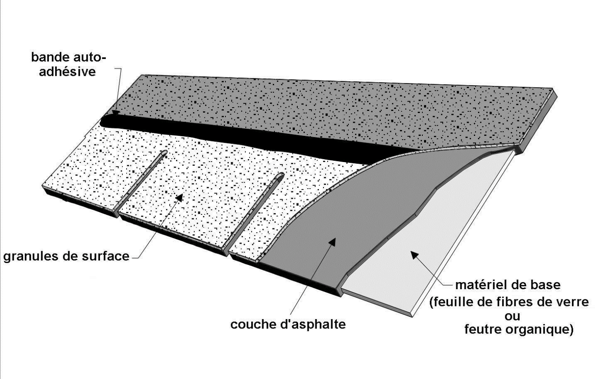 bande auto-
adhésive
granules de surface
couche d'asphalte
matériel de base
(feuille de fibres de verre
ou
feutre organique)